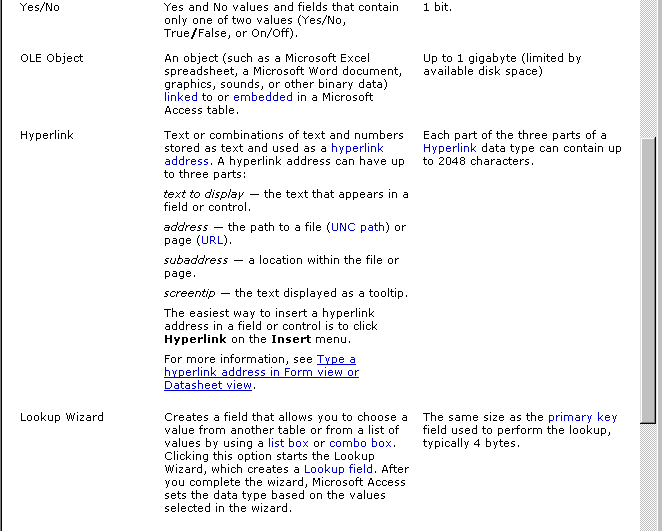 Yes/No
Yes and No values and fields that contain
only one of two values (Yes/No,
True/False, or On/Off).
1 bit.
OLE Object
An object (such as a Microsoft Excel
spreadsheet, a Microsoft Word document,
graphics, sounds, or other binary data)
linked to or embedded in a Microsoft
Access table.
Up to 1 gigabyte (limited by
available disk space)
Hyperlink
Text or combinations of text and numbers
stored as text and used as a hyperlink
address. A hyperlink address can have up
to three parts:
text to display — the text that appears in a
field or control.
address — the path to a file (UNC path) or
page (URL).
subaddress — a location within the file or
page.
screentip — the text displayed as a tooltip.
The easiest way to insert a hyperlink
address in a field or control is to click
Hyperlink on the Insert menu.
For more information, see Type a
hyperlink address in Form view or
Datasheet view.
Each part of the three parts of a
Hyperlink data type can contain up
to 2048 characters.
Lookup Wizard
Creates a field that allows you to choose a
value from another table or from a list of
values by using a list box or combo box.
Clicking this option starts the Lookup
Wizard, which creates a Lookup field. After
you complete the wizard, Microsoft Access
sets the data type based on the values
selected in the wizard.
The same size as the primary key
field used to perform the lookup,
typically 4 bytes.